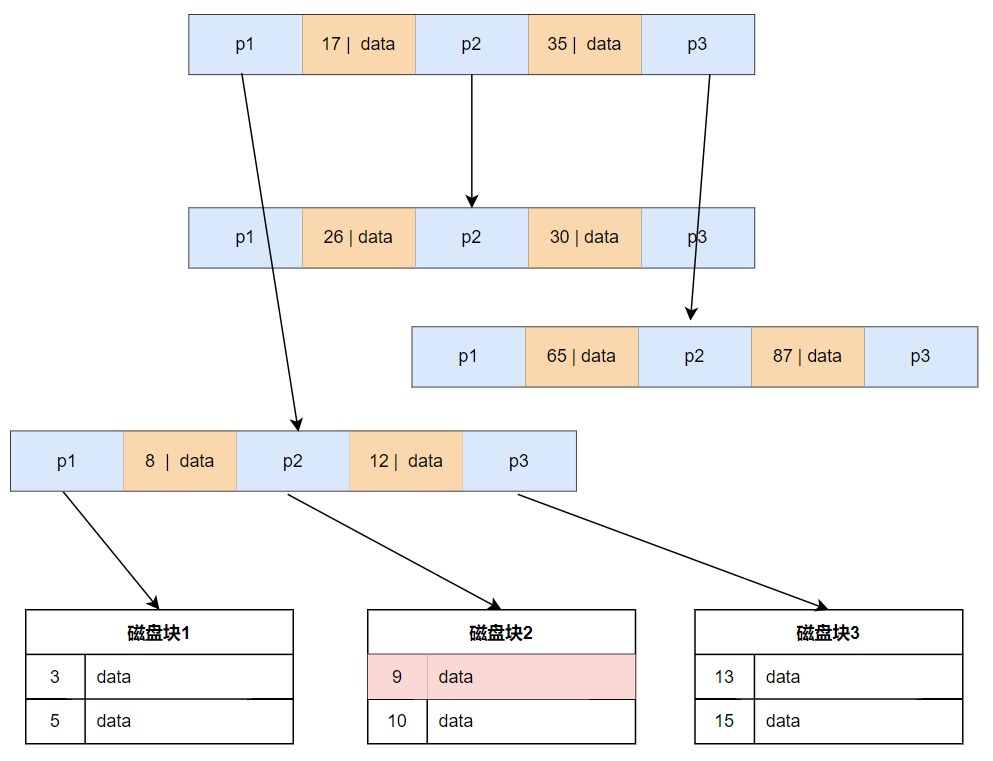 p1 17 | data p2 35 | data p3
p1 26 | data p2 30 | data p3
p1 65 | data p2 87 | data p3
p1 8 | data p2 12 | data p3
磁盘块1 磁盘块2 磁盘块3
3 data 9 data 13 data
5 data 10 data 15 data